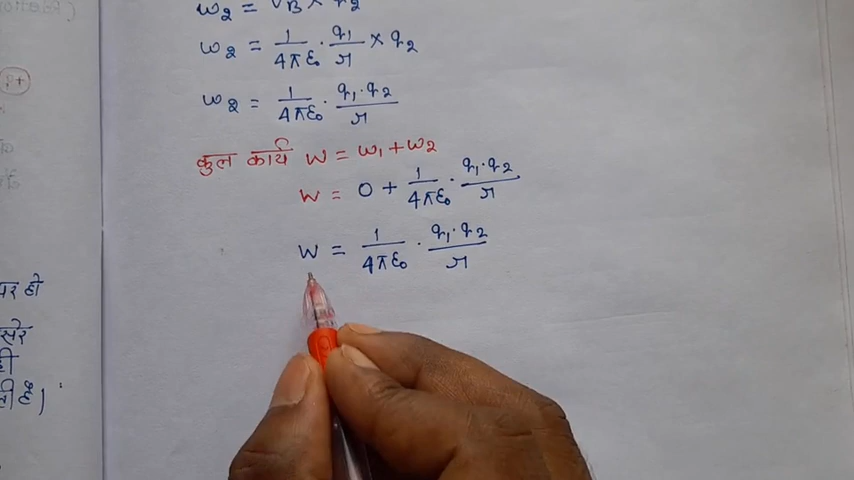 w₂ = V_B × q₂
w₂ = 1/4πε₀ · q₁/r × q₂
w₂ = 1/4πε₀ · q₁·q₂/r
कुल कार्य W = w₁ + w₂
W = 0 + 1/4πε₀ · q₁·q₂/r
W = 1/4πε₀ · q₁·q₂/r
पर हो
ही